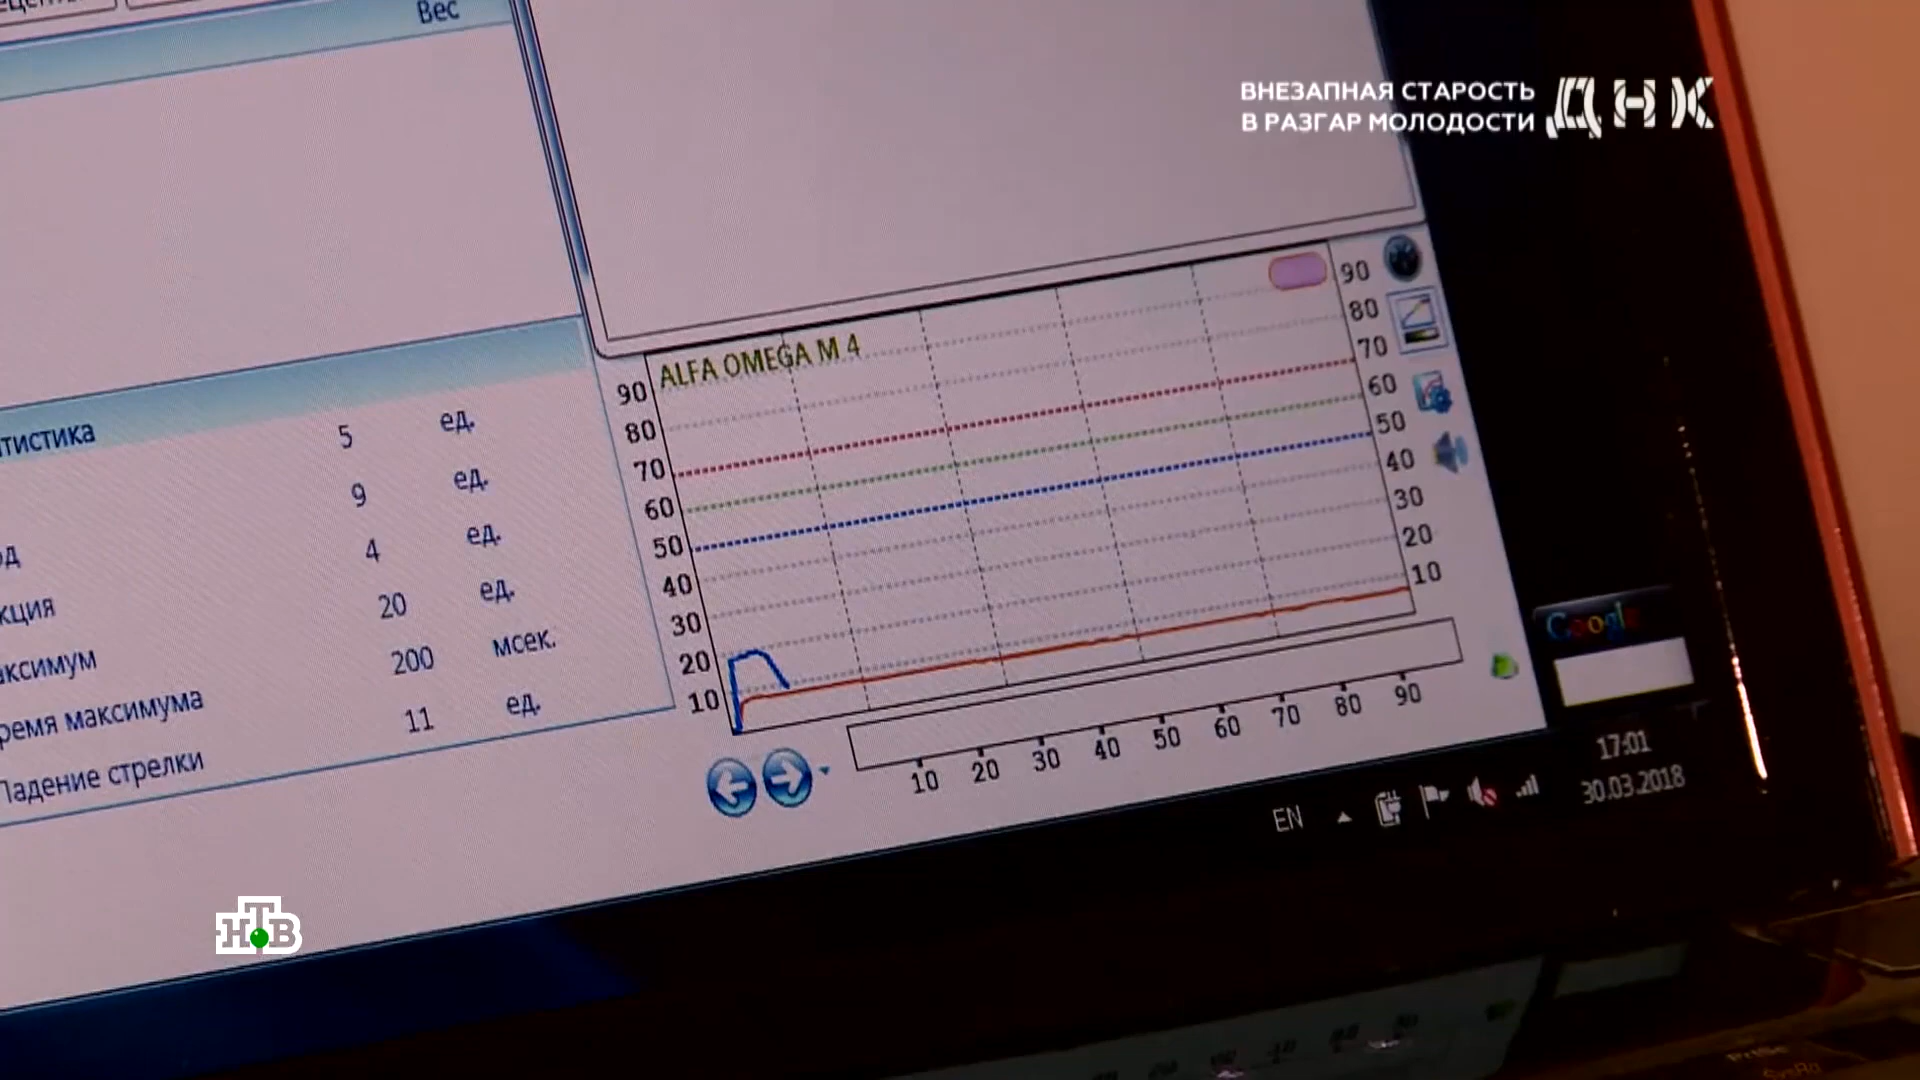 Вес
ВНЕЗАПНАЯ СТАРОСТЬ
В РАЗГАР МОЛОДОСТИ
ДНК
ALFA OMEGA M 4
90
80
70
60
50
40
30
20
10
90
80
70
60
50
40
30
20
10
тистика 5 ед.
9 ед.
од 4 ед.
кция 20 ед.
аксимум 200 мсек.
ремя максимума 11 ед.
Падение стрелки
10 20 30 40 50 60 70 80 90
Google
EN
17:01
30.03.2018
НТВ